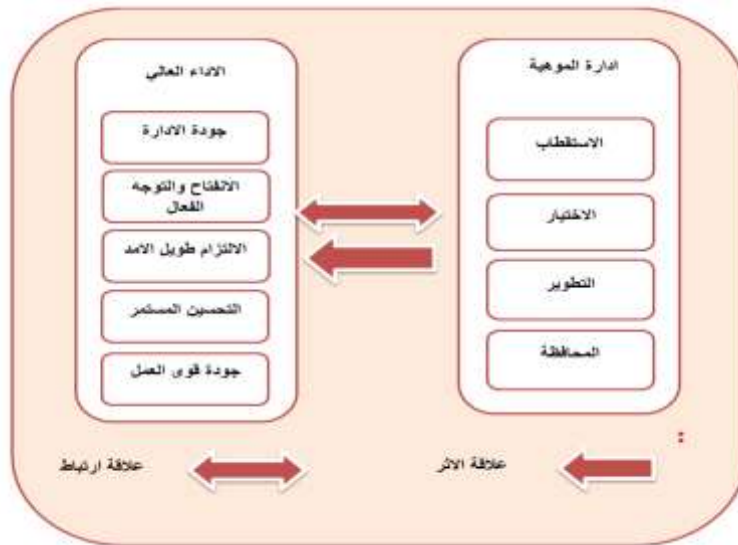 ادارة الموهبة
الاستقطاب
الاختيار
التطوير
المحافظة
الاداء العالي
جودة الادارة
الانفتاح والتوجه
الفعال
الالتزام طويل الامد
التحسين المستمر
جودة قوى العمل
:
علاقة الاثر
علاقة ارتباط